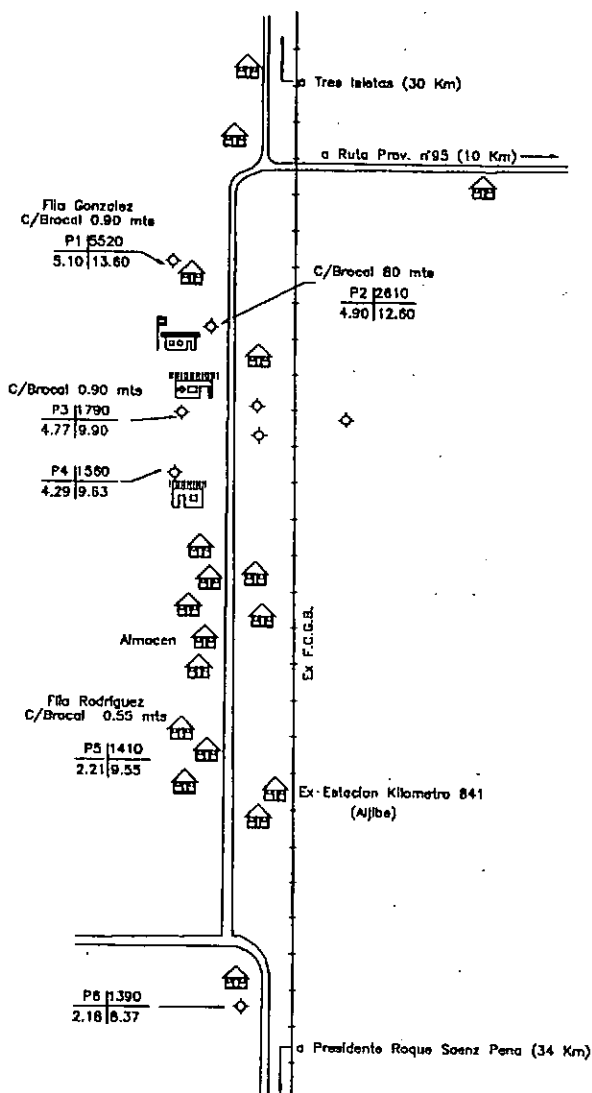 a Tres Isletas (30 Km)
a Ruta Prov. nº95 (10 Km)
Flia Gonzalez
C/Brocal 0.90 mts
P1 5520
5.10 13.60
C/Brocal 80 mts
P2 2610
4.90 12.60
C/Brocal 0.90 mts
P3 1790
4.77 9.90
P4 1560
4.29 9.63
Ex F.C.G.B.
Almacen
Flia Rodríguez
C/Brocal 0.55 mts
P5 1410
2.21 9.55
Ex-Estacion Kilometro 841
(Aljibe)
P6 1390
2.18 8.37
a Presidente Roque Saenz Pena (34 Km)